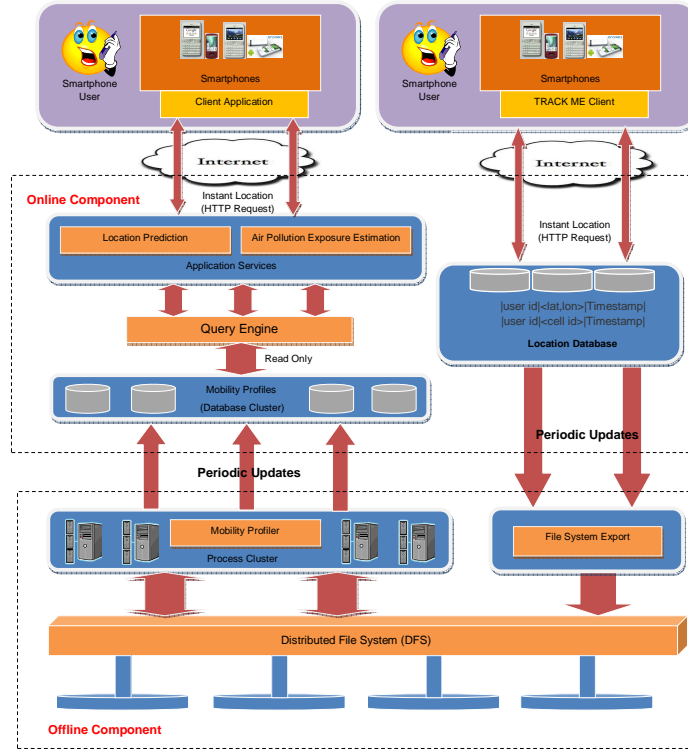 Smartphone
User
Smartphones
Client Application
Smartphone
User
Smartphones
TRACK ME Client
Internet
Internet
Online Component
Instant Location
(HTTP Request)
Instant Location
(HTTP Request)
Location Prediction
Air Pollution Exposure Estimation
Application Services
|user id|<lat,lon>|Timestamp|
|user id|<cell id>|Timestamp|
Location Database
Query Engine
Read Only
Mobility Profiles
(Database Cluster)
Periodic Updates
Periodic Updates
Mobility Profiler
Process Cluster
File System Export
Distributed File System (DFS)
Offline Component